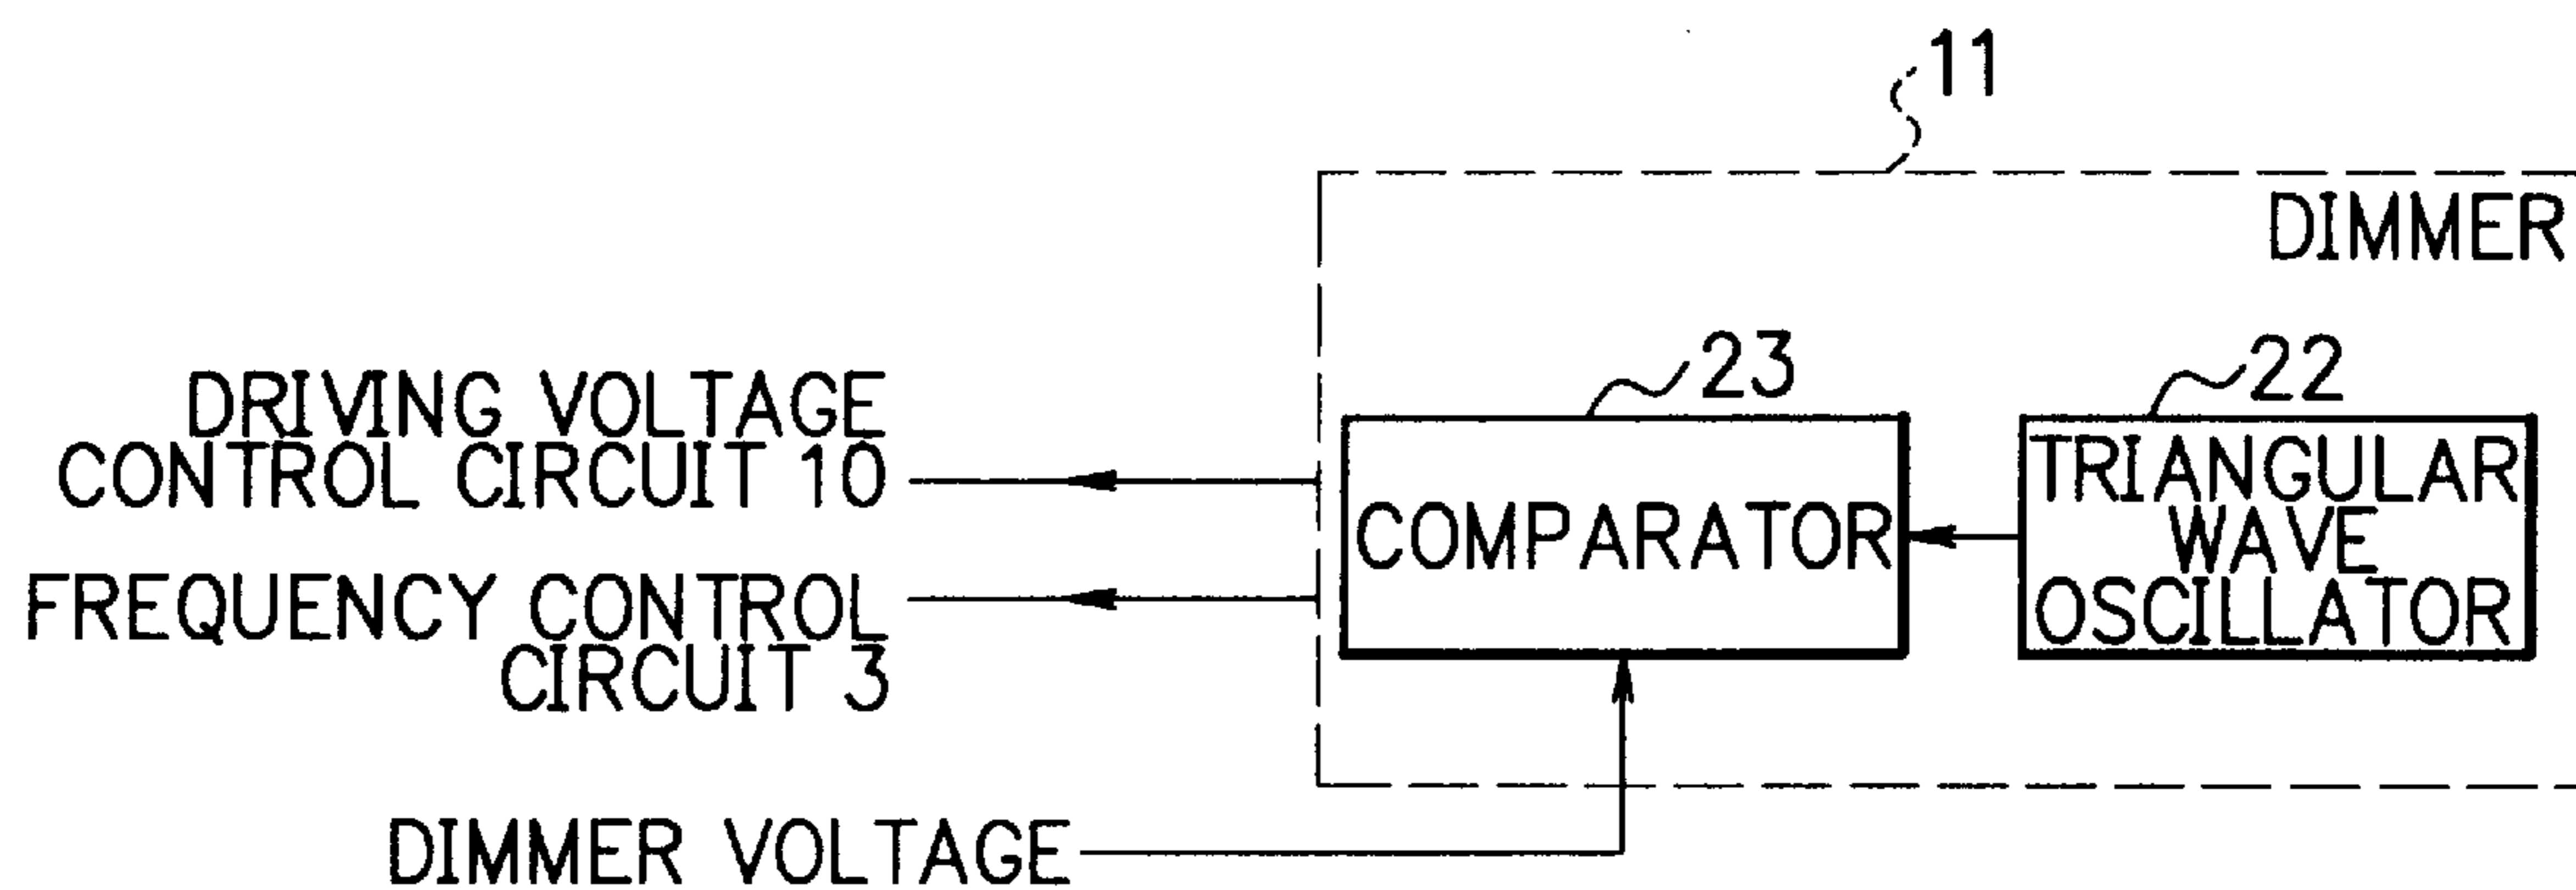 11
DIMMER
23
22
DRIVING VOLTAGE
CONTROL CIRCUIT 10
COMPARATOR
TRIANGULAR
WAVE
OSCILLATOR
FREQUENCY CONTROL
CIRCUIT 3
DIMMER VOLTAGE